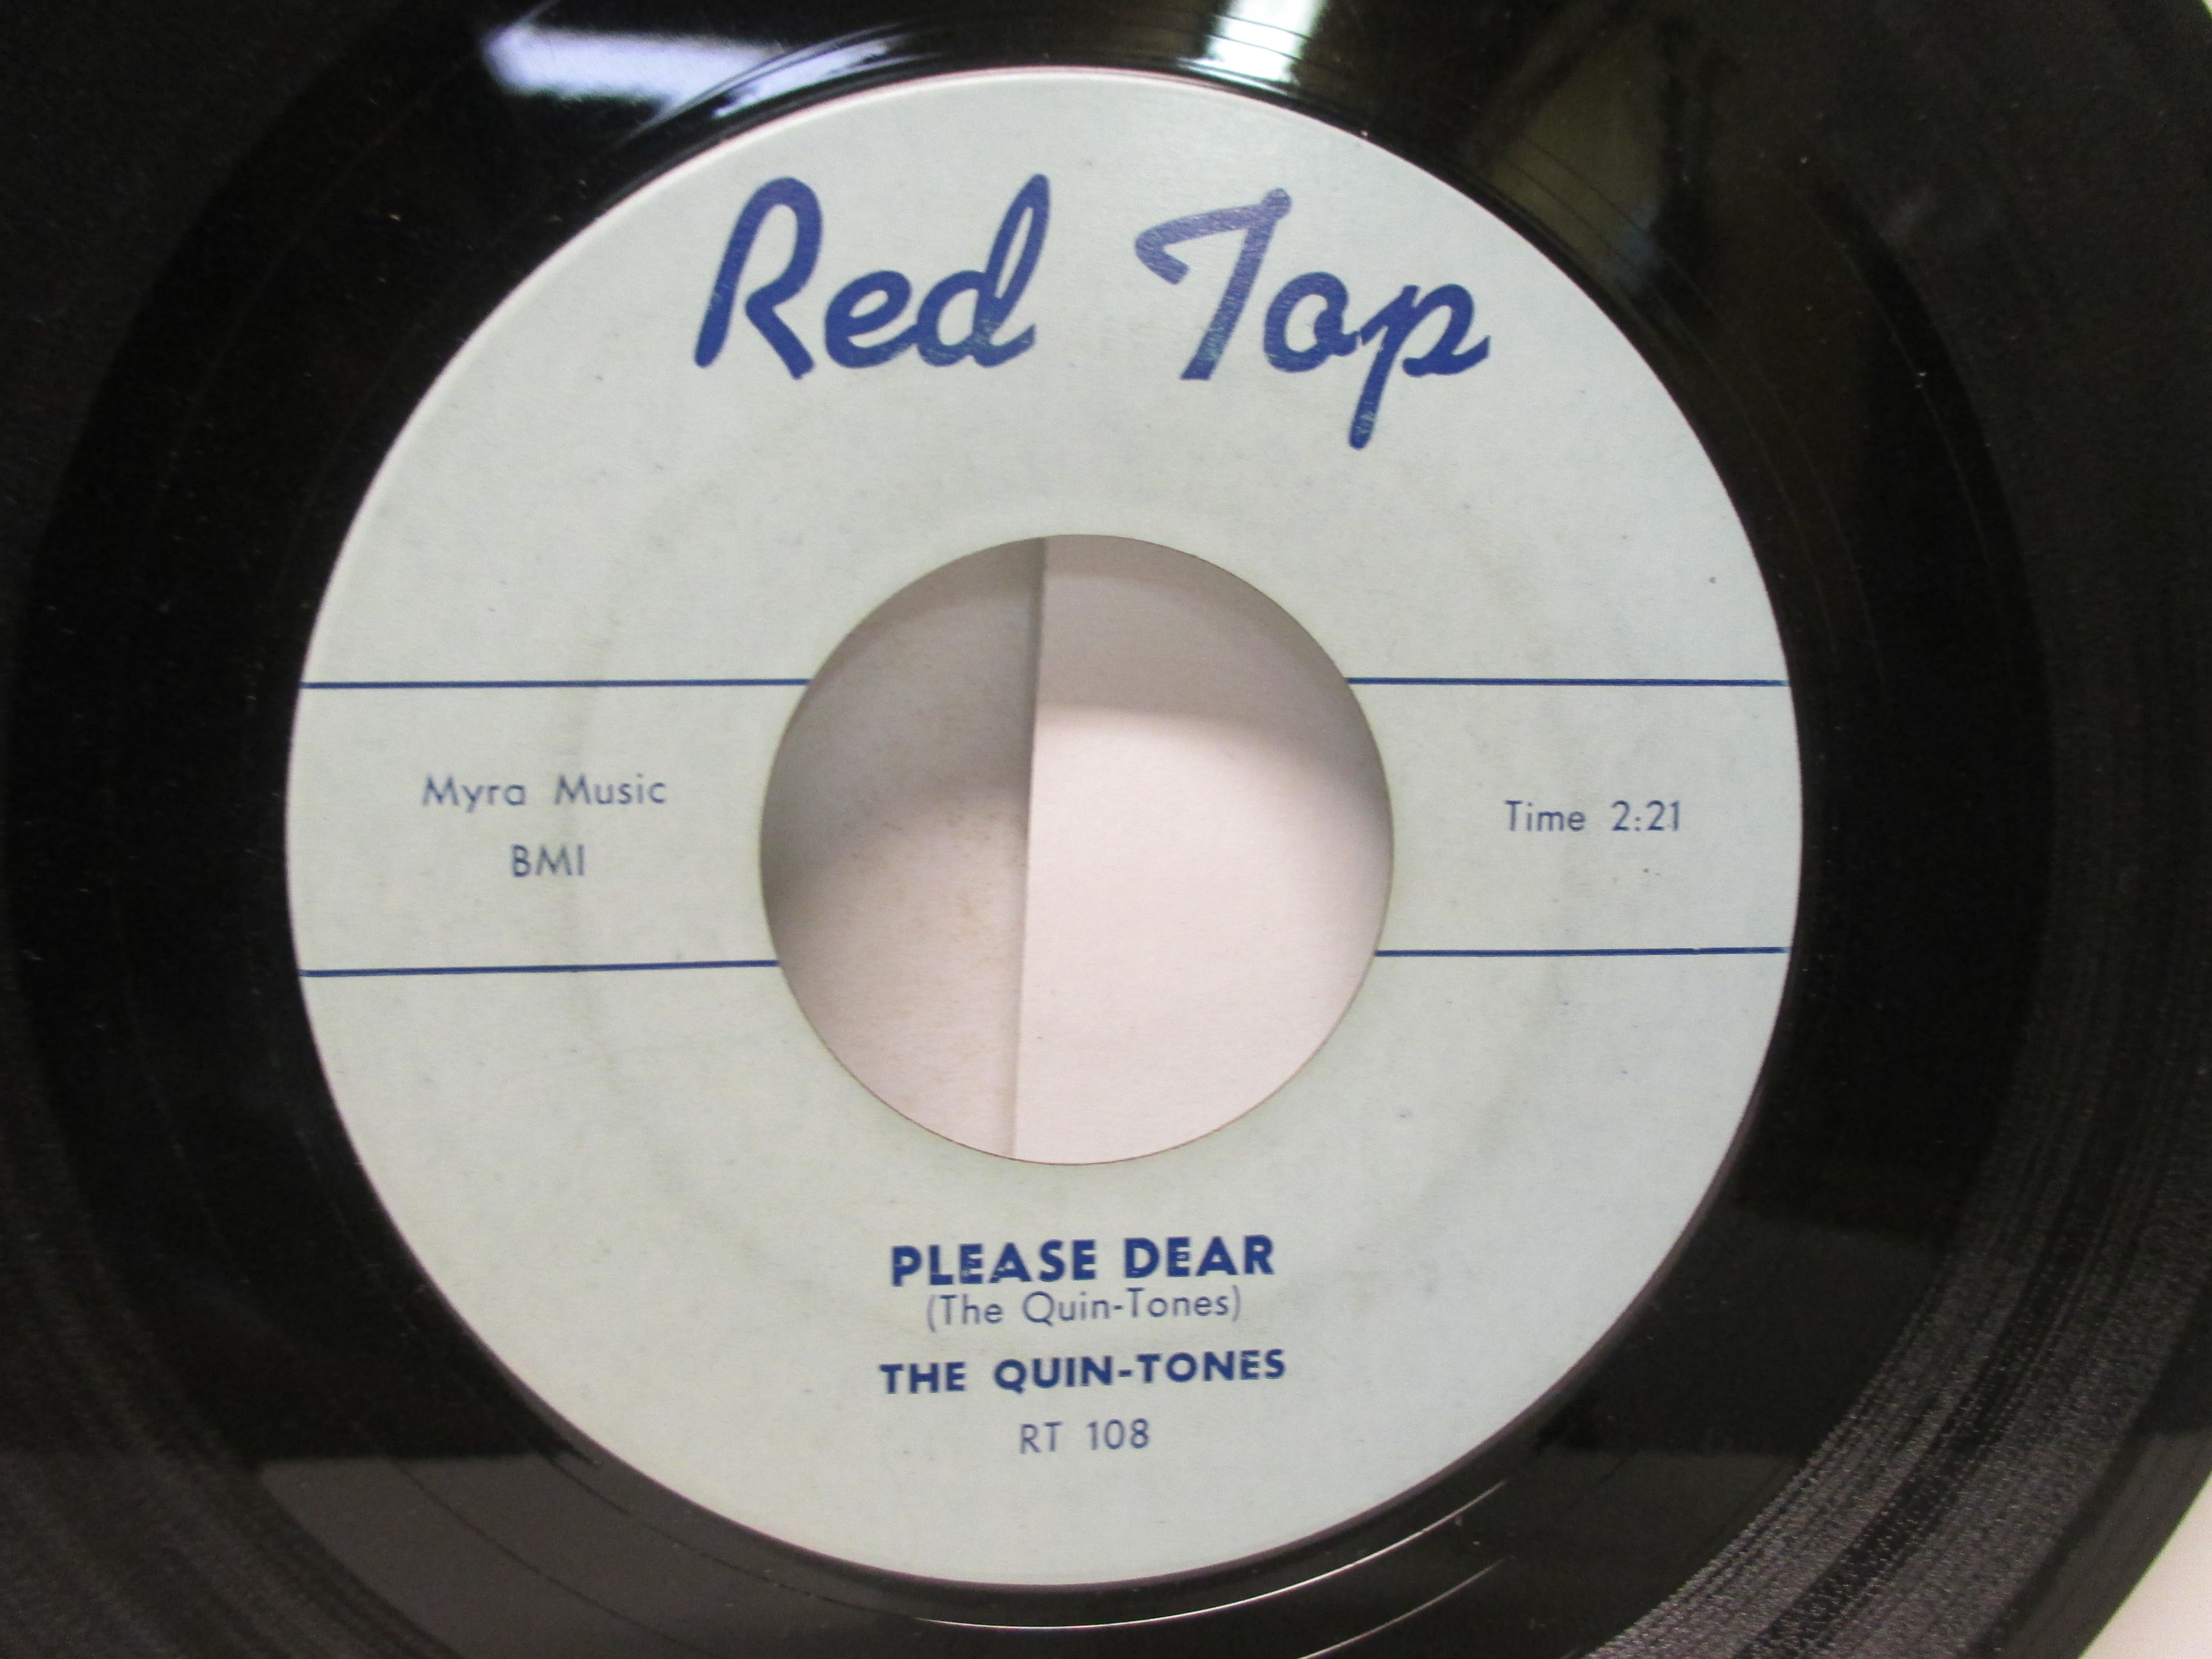 Red Top
Myra Music
BMI
Time 2:21
PLEASE DEAR
(The Quin-Tones)
THE QUIN-TONES
RT 108